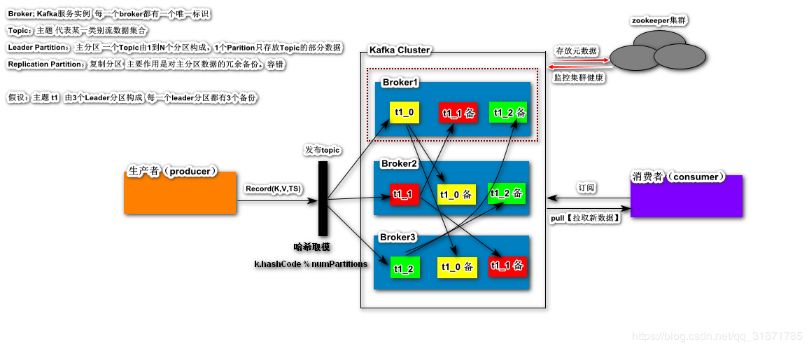 Broker: Kafka服务实例 每一个broker都有一个唯一标识
Topic：主题 代表某一类别流数据集合
Leader Partition：主分区 一个Topic由1到N个分区构成，1个Parition只存放Topic的部分数据
Replication Partition：复制分区 主要作用是对主分区数据的冗余备份、容错
假设：主题 t1 由3个Leader分区构成 每一个leader分区都有3个备份
zookeeper集群
存放元数据
监控集群健康
Kafka Cluster
Broker1
t1_0
t1_1 备
t1_2 备
发布topic
生产者（producer）
Record(K,V,TS)
哈希取模
k.hashCode % numPartitions
Broker2
t1_1
t1_0 备
t1_2 备
Broker3
t1_2
t1_0 备
t1_1 备
消费者（consumer）
订阅
pull【拉取新数据】